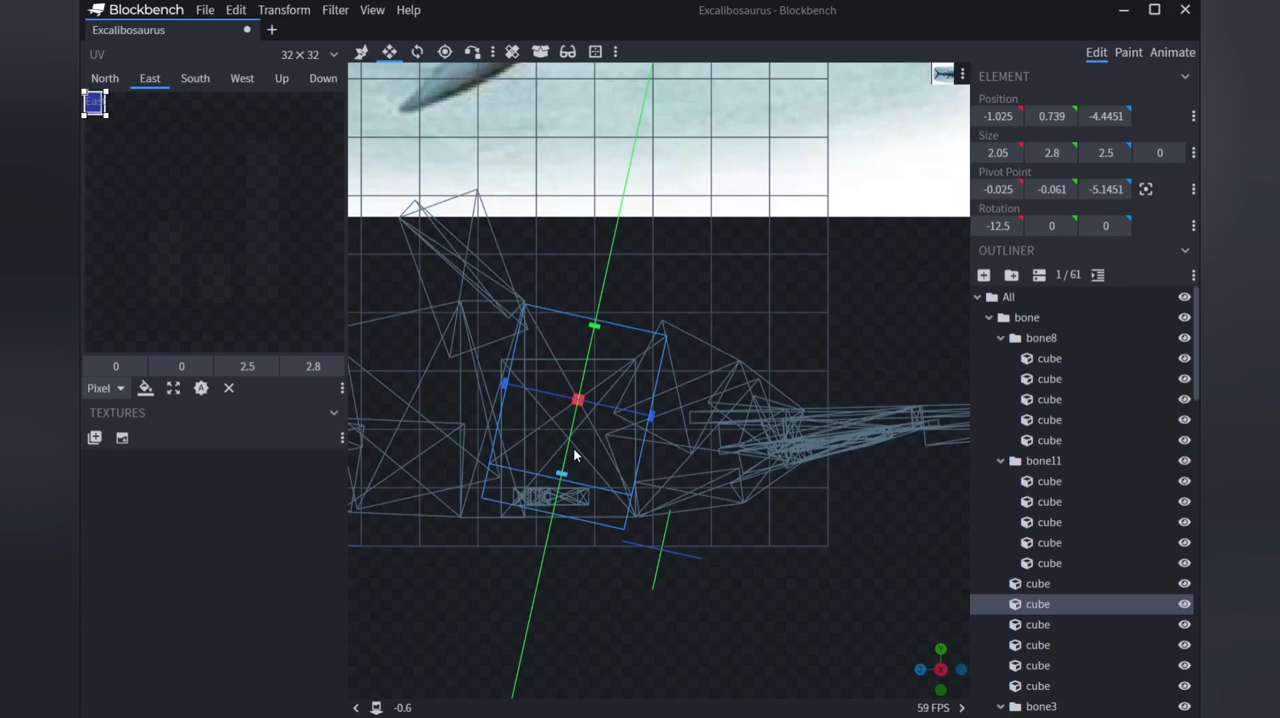 Blockbench File Edit Transform Filter View Help Excalibosaurus - Blockbench
Excalibosaurus
UV 32×32 Edit Paint Animate
North East South West Up Down
ELEMENT
Position
-1.025 0.739 -4.4451
Size
2.05 2.8 2.5 0
Pivot Point
-0.025 -0.061 -5.1451
Rotation
-12.5 0 0
OUTLINER
1/61
All
bone
bone8
cube
cube
cube
cube
cube
bone11
cube
cube
cube
cube
cube
cube
cube
cube
cube
cube
cube
bone3
0 0 2.5 2.8
Pixel
TEXTURES
-0.6 59 FPS
Y
Z X